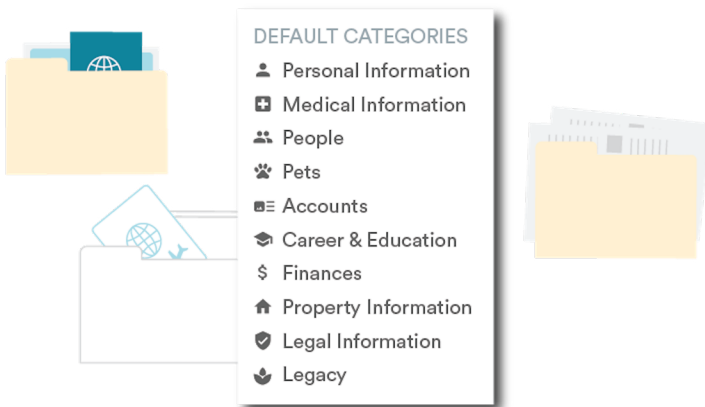 DEFAULT CATEGORIES
Personal Information
Medical Information
People
Pets
Accounts
Career & Education
$ Finances
Property Information
Legal Information
Legacy